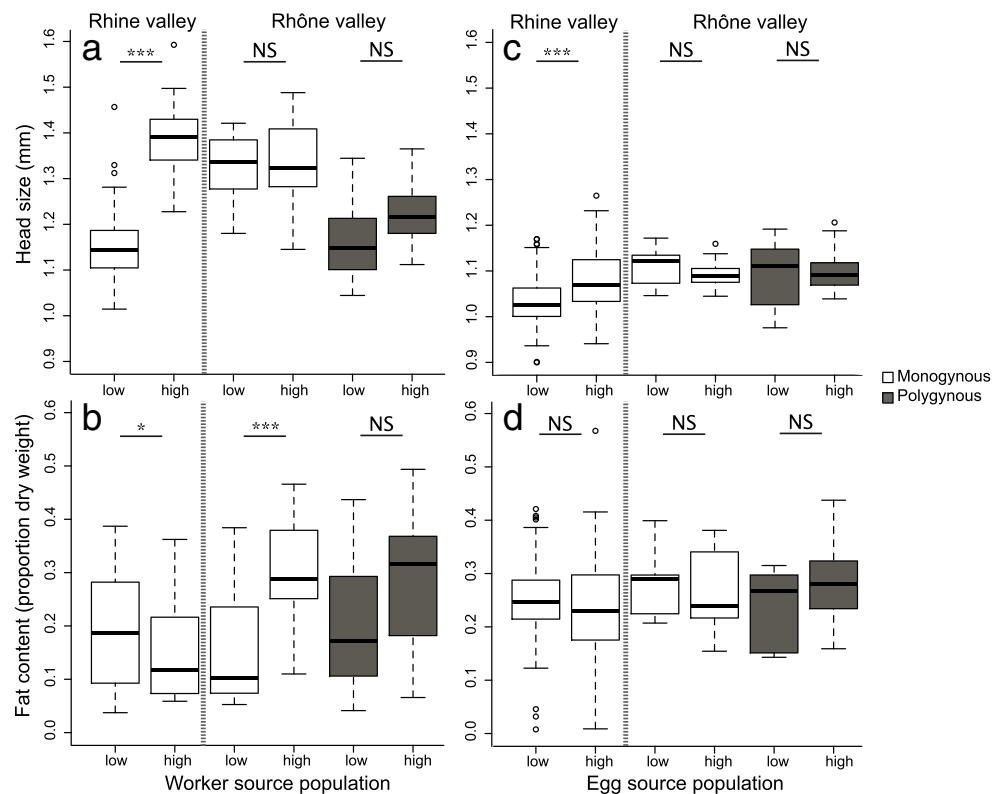 Rhine valley Rhône valley
a
*** NS NS
Head size (mm)
1.6
1.5
1.4
1.3
1.2
1.1
1.0
0.9
low high low high low high
Rhine valley Rhône valley
c
*** NS NS
1.6
1.5
1.4
1.3
1.2
1.1
1.0
0.9
low high low high low high
Monogynous
Polygynous
b
* *** NS
Fat content (proportion dry weight)
0.6
0.5
0.4
0.3
0.2
0.1
0.0
low high low high low high
Worker source population
d
NS NS NS
0.6
0.5
0.4
0.3
0.2
0.1
0.0
low high low high low high
Egg source population